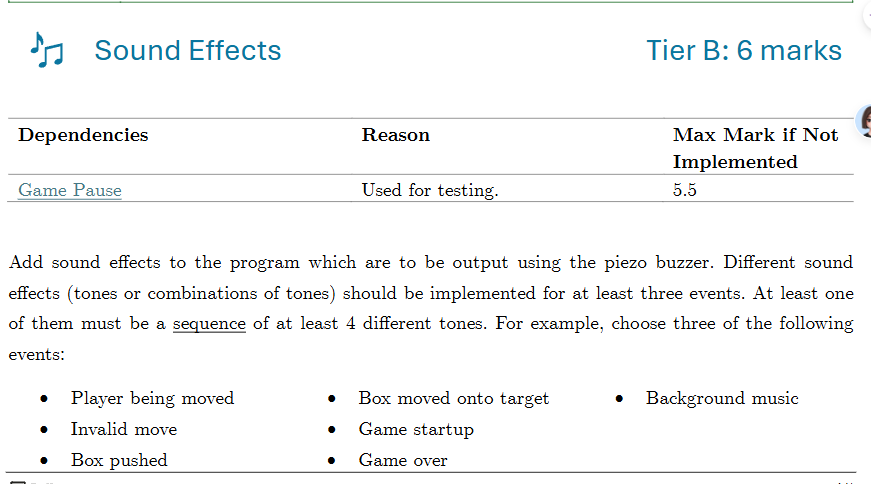 Sound Effects
Tier B: 6 marks
Dependencies Reason Max Mark if Not
Implemented
Game Pause Used for testing. 5.5
Add sound effects to the program which are to be output using the piezo buzzer. Different sound
effects (tones or combinations of tones) should be implemented for at least three events. At least one
of them must be a sequence of at least 4 different tones. For example, choose three of the following
events:
• Player being moved
• Invalid move
• Box pushed
• Box moved onto target
• Game startup
• Game over
• Background music